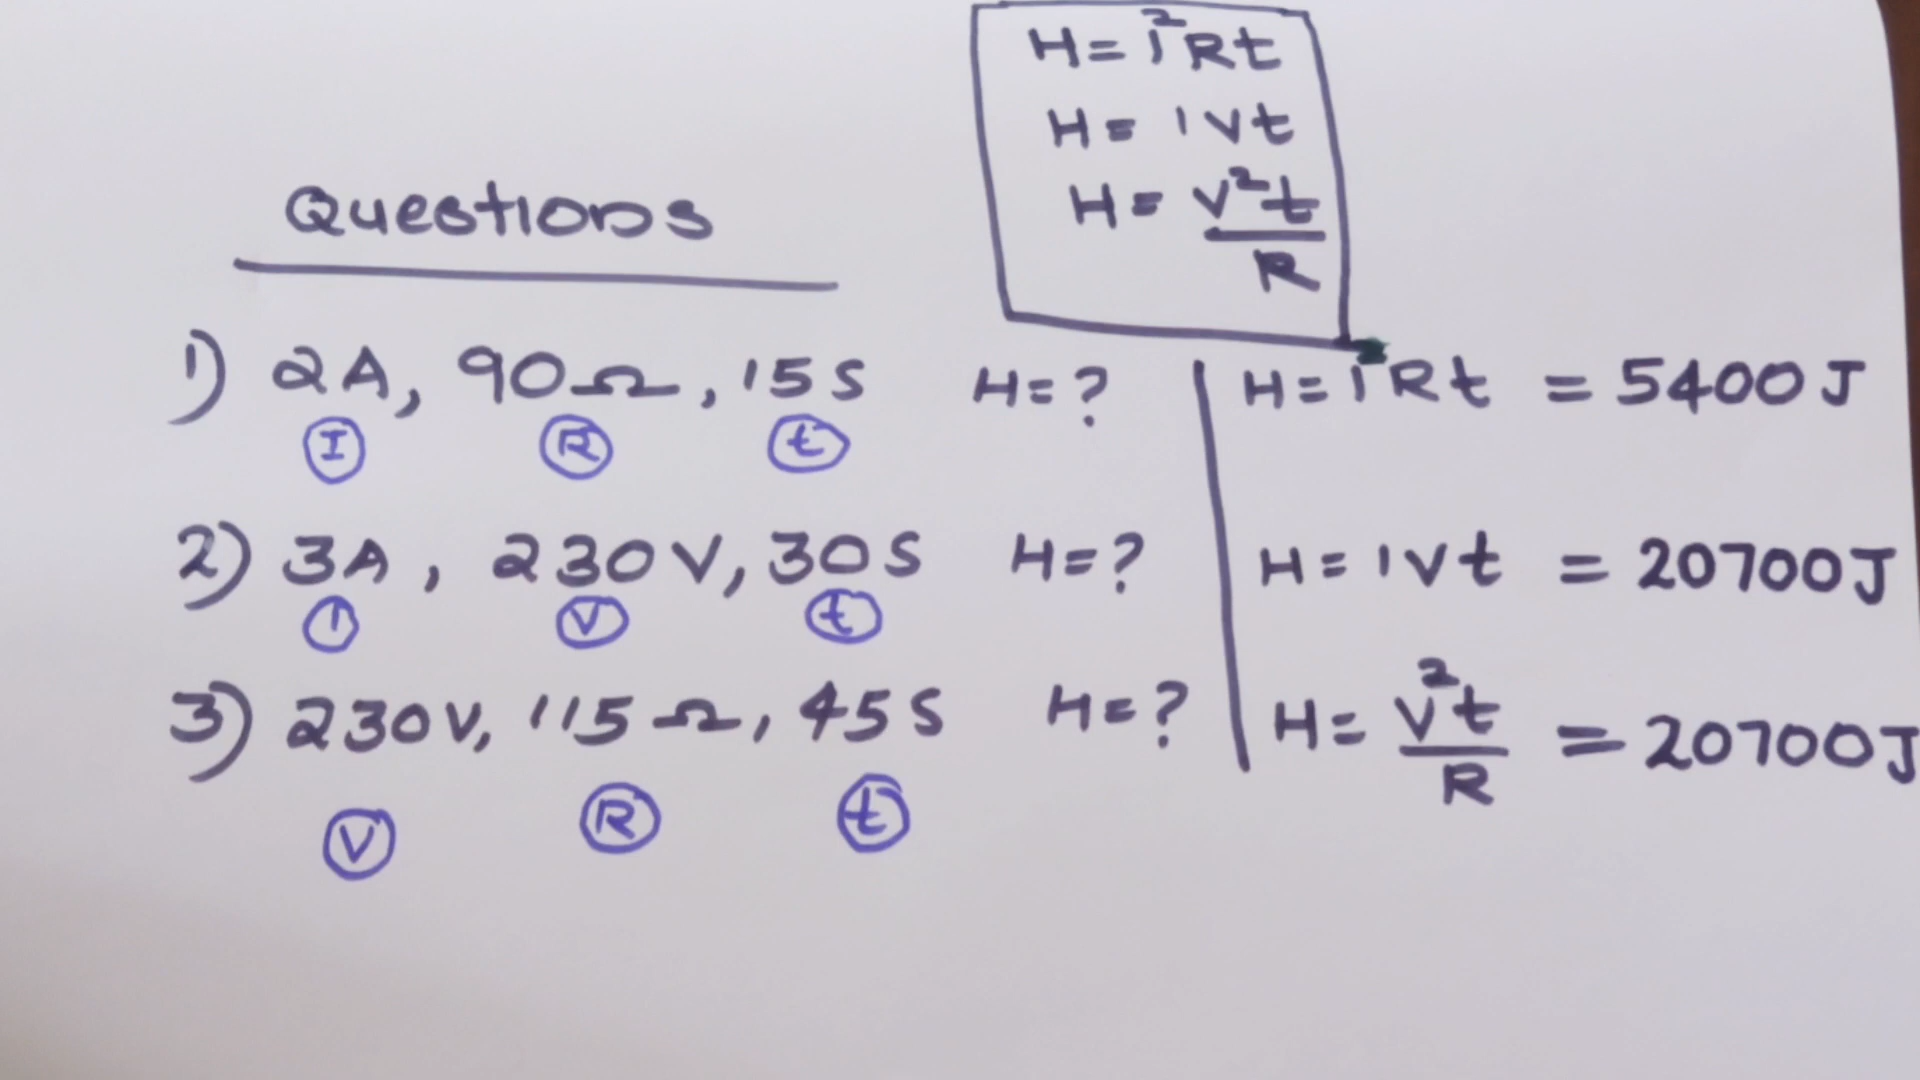 H = I²Rt
H = IVt
H = V²t/R
Questions
1) 2A, 90Ω, 15S H=? H = I²Rt = 5400J
I R t
2) 3A, 230V, 30S H=? H = IVt = 20700J
I V t
3) 230V, 115Ω, 45S H=? H = V²t/R = 20700J
V R t